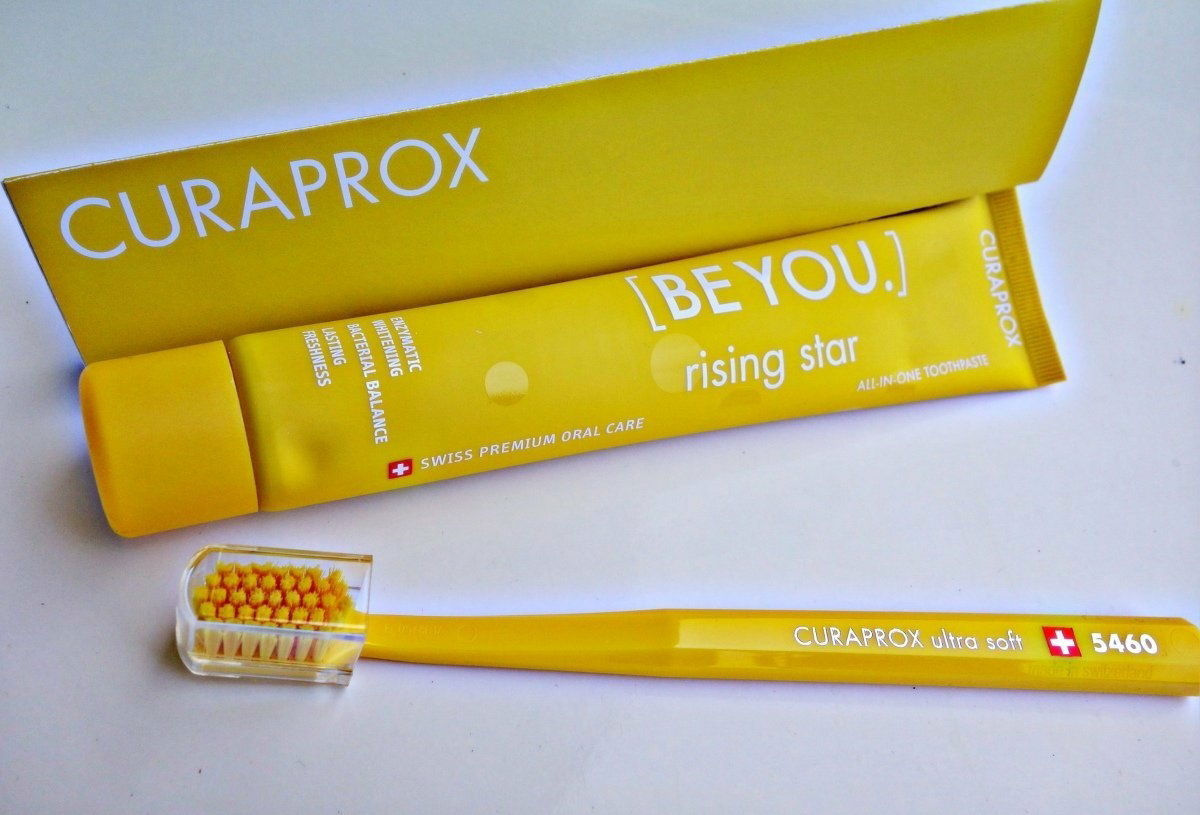 CURAPROX
[BE YOU.]
rising star
ALL-IN-ONE TOOTHPASTE
CURAPROX
ENZYMATIC
WHITENING
BACTERIAL BALANCE
LASTING
FRESHNESS
SWISS PREMIUM ORAL CARE
CURAPROX ultra soft 5460